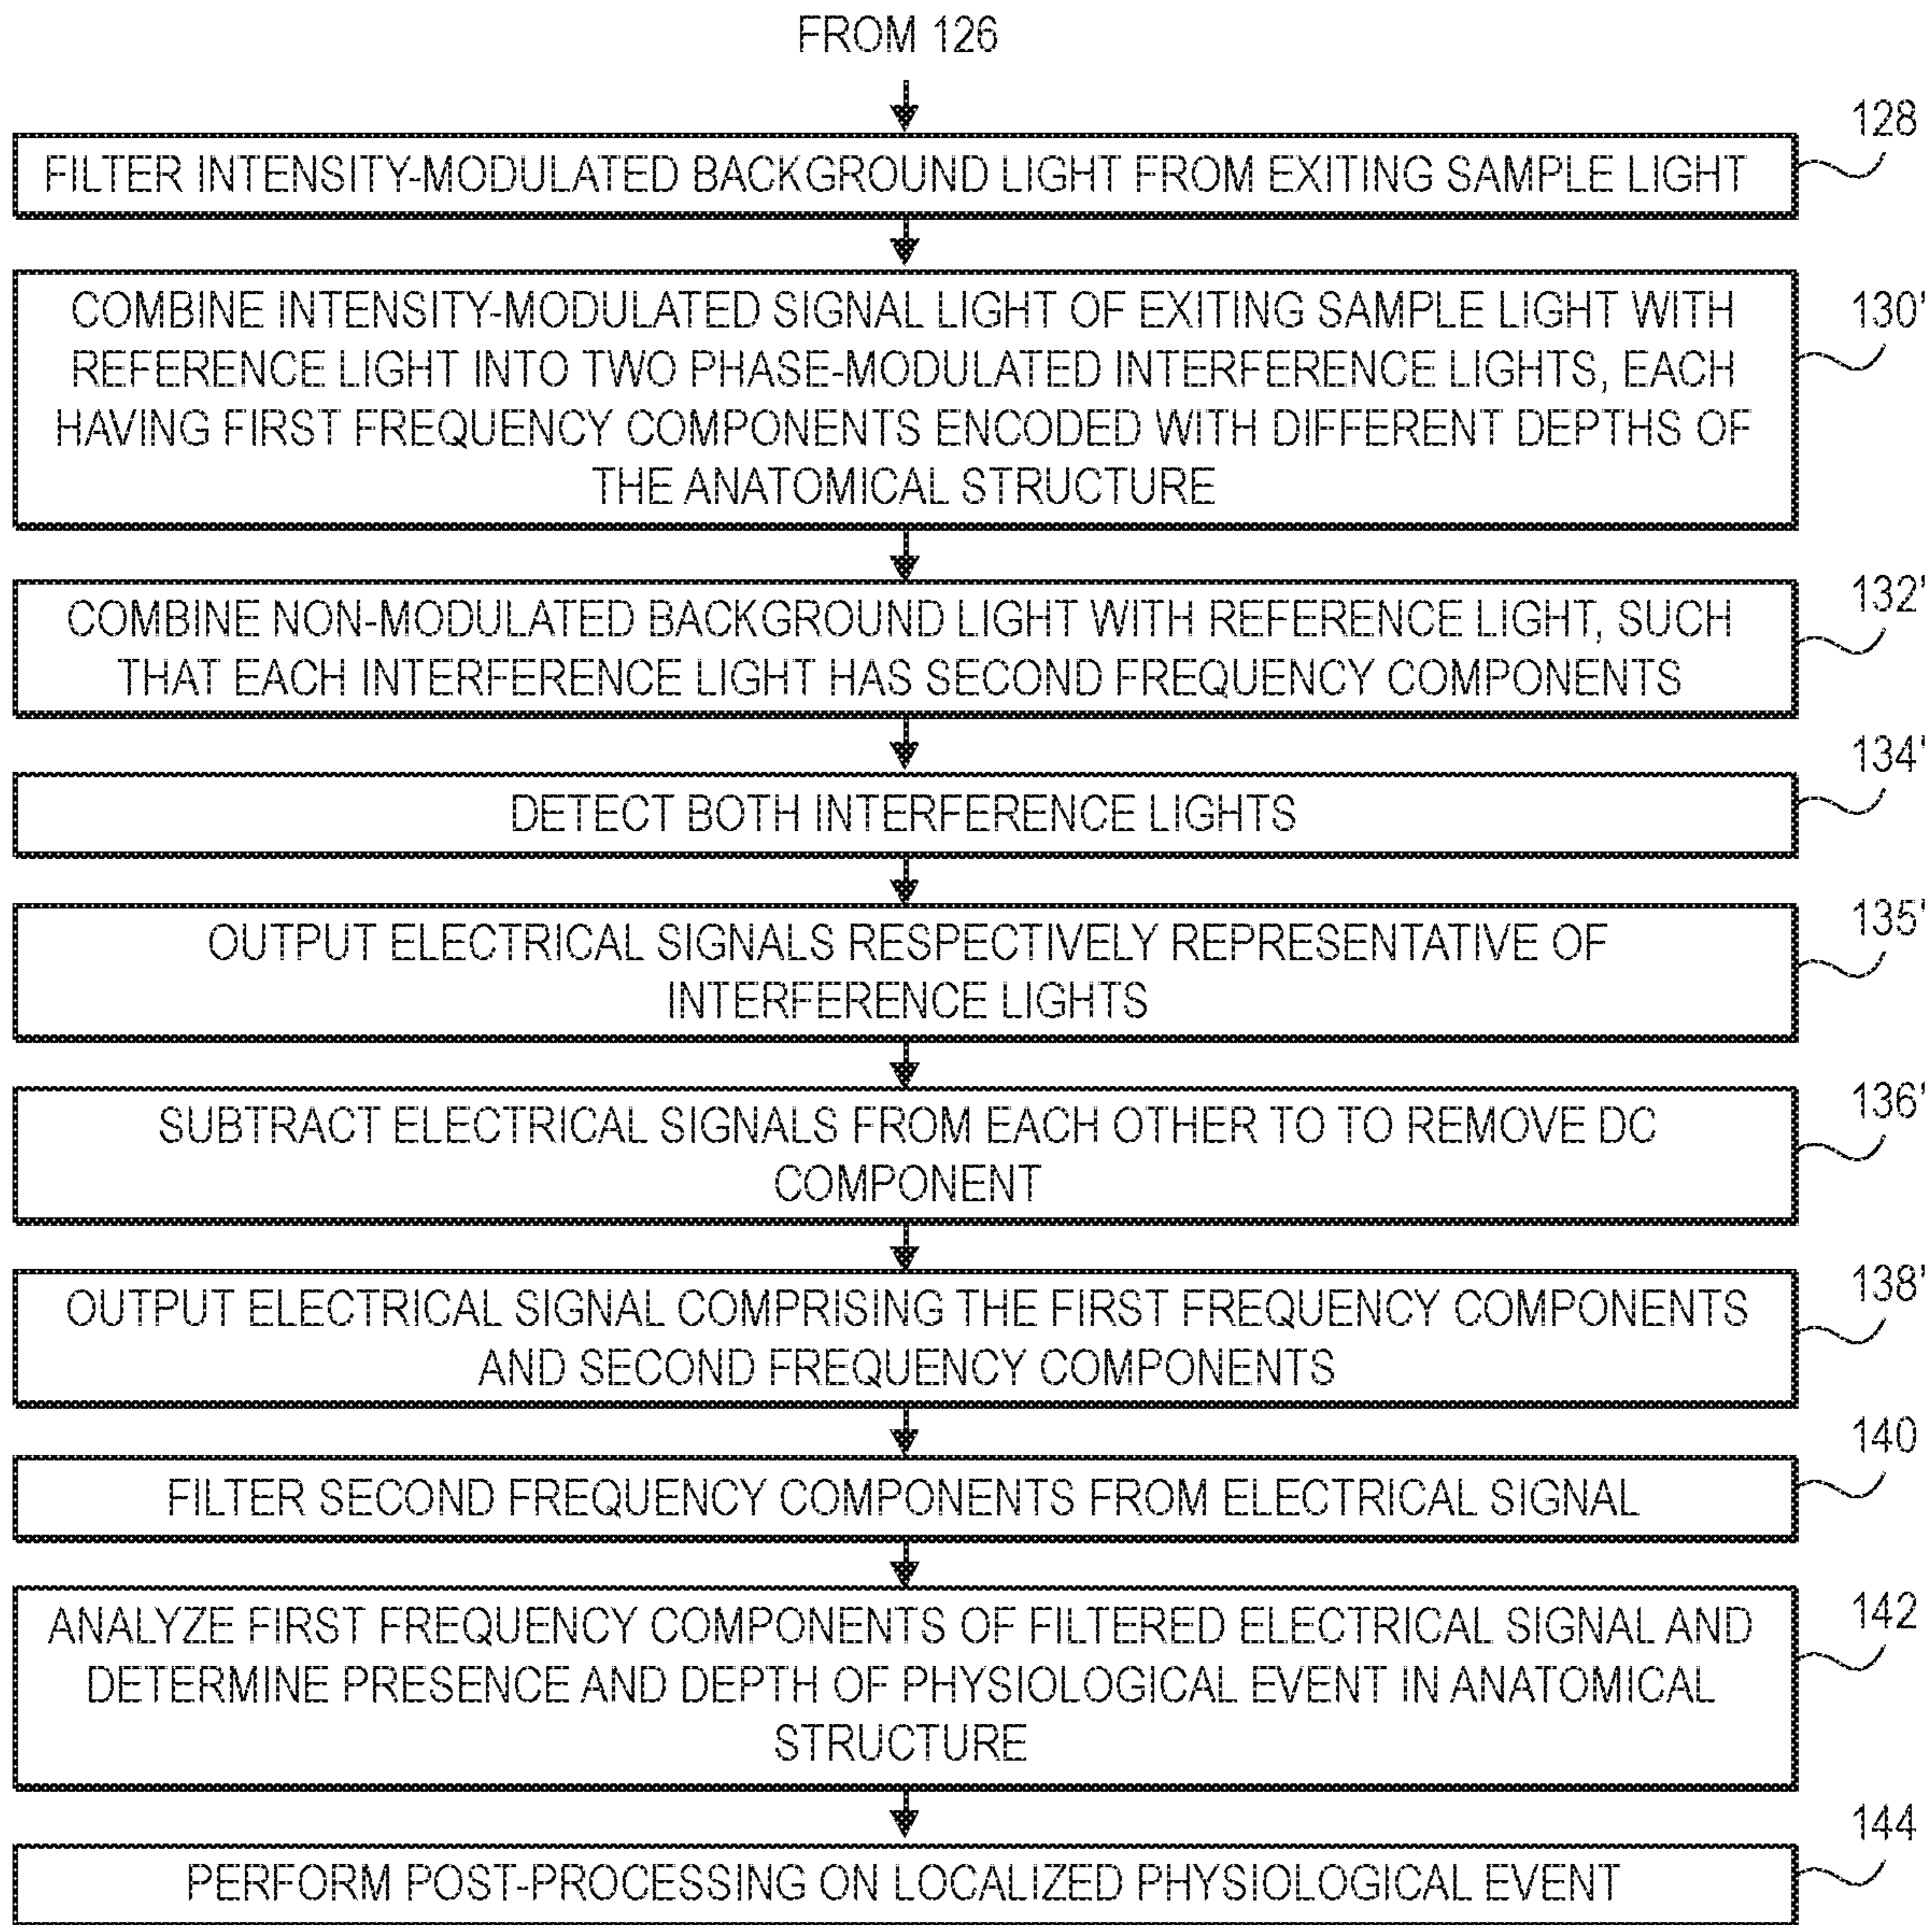 FROM 126
128
FILTER INTENSITY-MODULATED BACKGROUND LIGHT FROM EXITING SAMPLE LIGHT
130'
COMBINE INTENSITY-MODULATED SIGNAL LIGHT OF EXITING SAMPLE LIGHT WITH
REFERENCE LIGHT INTO TWO PHASE-MODULATED INTERFERENCE LIGHTS, EACH
HAVING FIRST FREQUENCY COMPONENTS ENCODED WITH DIFFERENT DEPTHS OF
THE ANATOMICAL STRUCTURE
132'
COMBINE NON-MODULATED BACKGROUND LIGHT WITH REFERENCE LIGHT, SUCH
THAT EACH INTERFERENCE LIGHT HAS SECOND FREQUENCY COMPONENTS
134'
DETECT BOTH INTERFERENCE LIGHTS
135'
OUTPUT ELECTRICAL SIGNALS RESPECTIVELY REPRESENTATIVE OF
INTERFERENCE LIGHTS
136'
SUBTRACT ELECTRICAL SIGNALS FROM EACH OTHER TO TO REMOVE DC
COMPONENT
138'
OUTPUT ELECTRICAL SIGNAL COMPRISING THE FIRST FREQUENCY COMPONENTS
AND SECOND FREQUENCY COMPONENTS
140
FILTER SECOND FREQUENCY COMPONENTS FROM ELECTRICAL SIGNAL
142
ANALYZE FIRST FREQUENCY COMPONENTS OF FILTERED ELECTRICAL SIGNAL AND
DETERMINE PRESENCE AND DEPTH OF PHYSIOLOGICAL EVENT IN ANATOMICAL
STRUCTURE
144
PERFORM POST-PROCESSING ON LOCALIZED PHYSIOLOGICAL EVENT